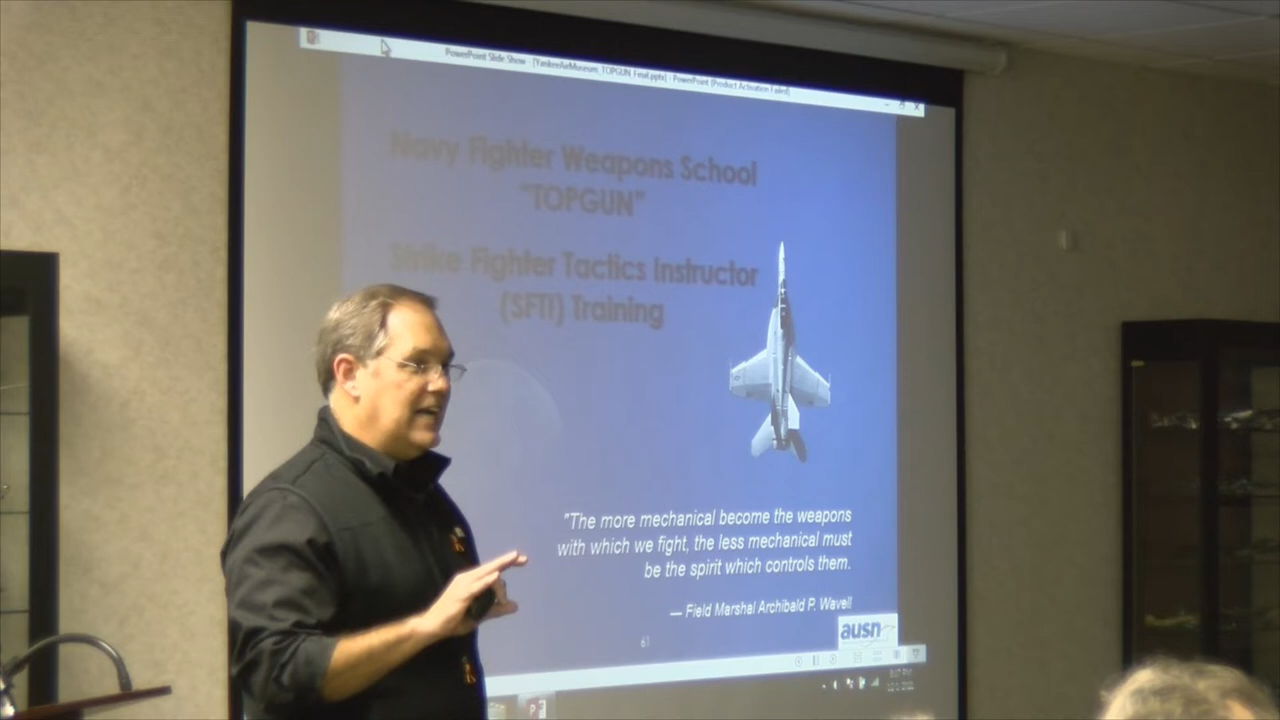 PowerPoint Slide Show - [YankeeAirMuseum_TOPGUN_Final.pptx] - PowerPoint (Product Activation Failed)
Navy Fighter Weapons School
"TOPGUN"
Strike Fighter Tactics Instructor
(SFTI) Training
"The more mechanical become the weapons
with which we fight, the less mechanical must
be the spirit which controls them.
— Field Marshal Archibald P. Wavell
61
ausn